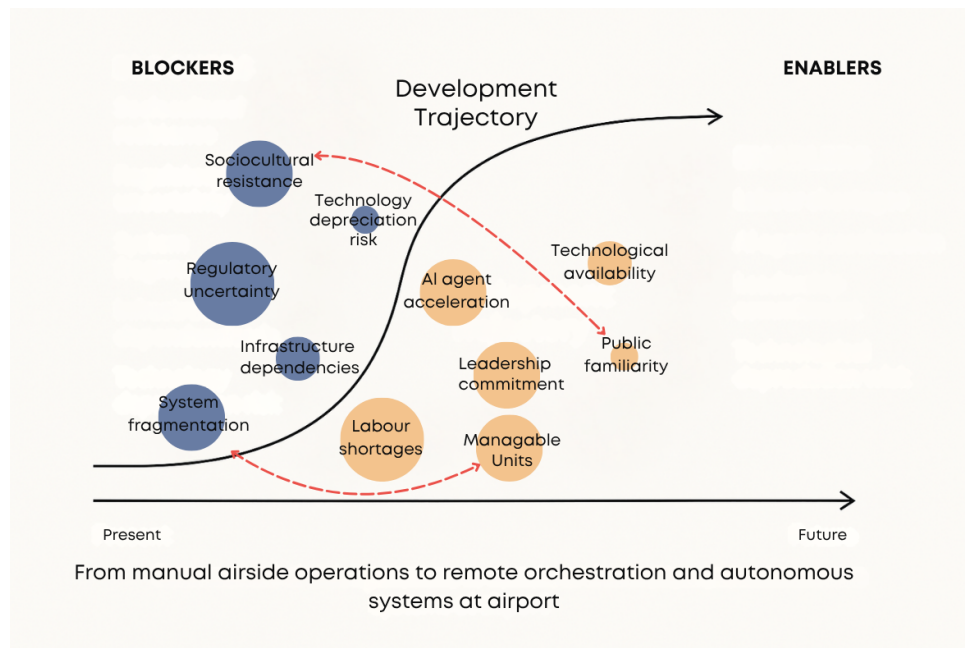 BLOCKERS
ENABLERS
Development
Trajectory
Sociocultural
resistance
Technology
depreciation
risk
Regulatory
uncertainty
Infrastructure
dependencies
System
fragmentation
AI agent
acceleration
Technological
availability
Public
familiarity
Leadership
commitment
Labour
shortages
Managable
Units
Present
Future
From manual airside operations to remote orchestration and autonomous
systems at airport